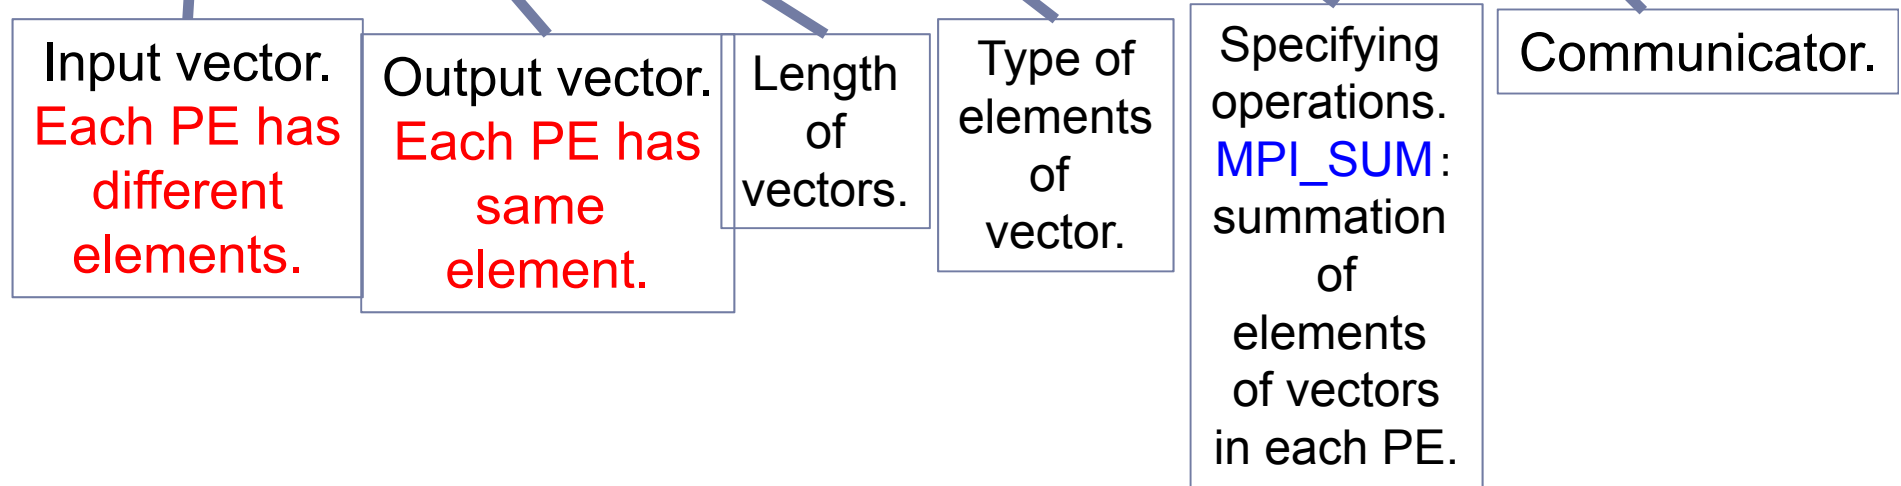 Input vector.
Each PE has
different
elements.
Output vector.
Each PE has
same
element.
Length
of
vectors.
Type of
elements
of
vector.
Specifying
operations.
MPI_SUM:
summation
of
elements
of vectors
in each PE.
Communicator.